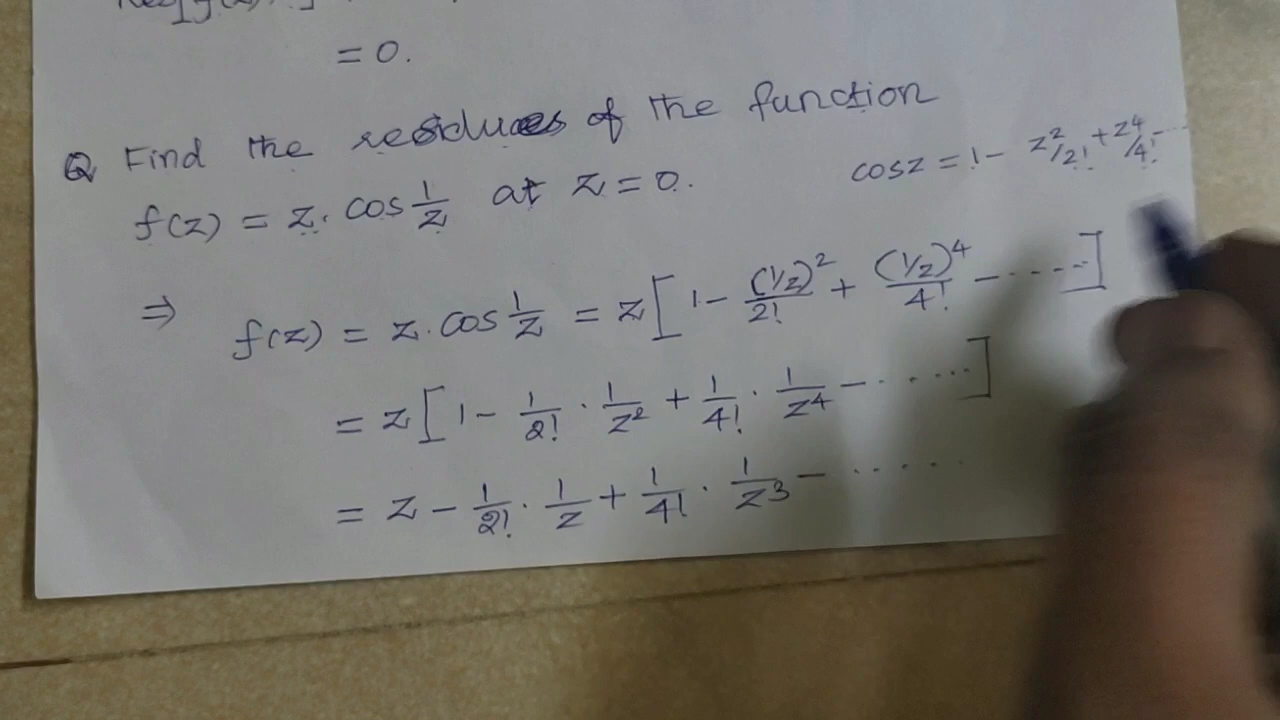 = 0.
Q Find the residues of the function
f(z) = z. cos 1/z at z = 0. cos z = 1 - z²/2! + z⁴/4! - ...
⇒ f(z) = z. cos 1/z = z [ 1 - (1/z)²/2! + (1/z)⁴/4! - ..... ]
= z [ 1 - 1/2! · 1/z² + 1/4! · 1/z⁴ - ...... ]
= z - 1/2! · 1/z + 1/4! · 1/z³ - ......